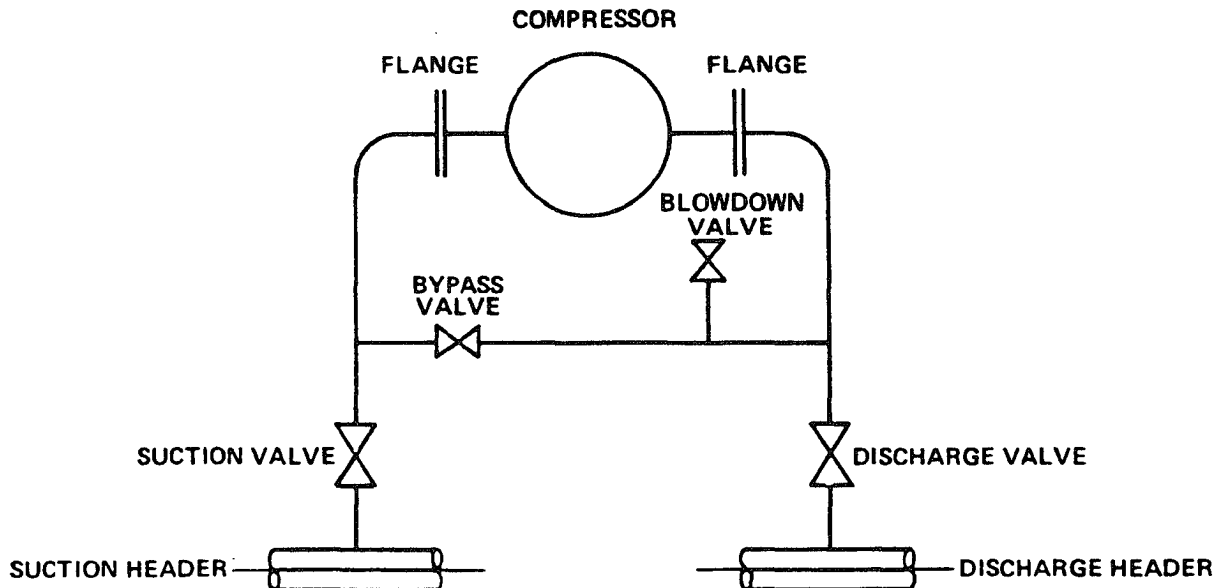 COMPRESSOR
FLANGE
FLANGE
BLOWDOWN
VALVE
BYPASS
VALVE
SUCTION VALVE
DISCHARGE VALVE
SUCTION HEADER
DISCHARGE HEADER